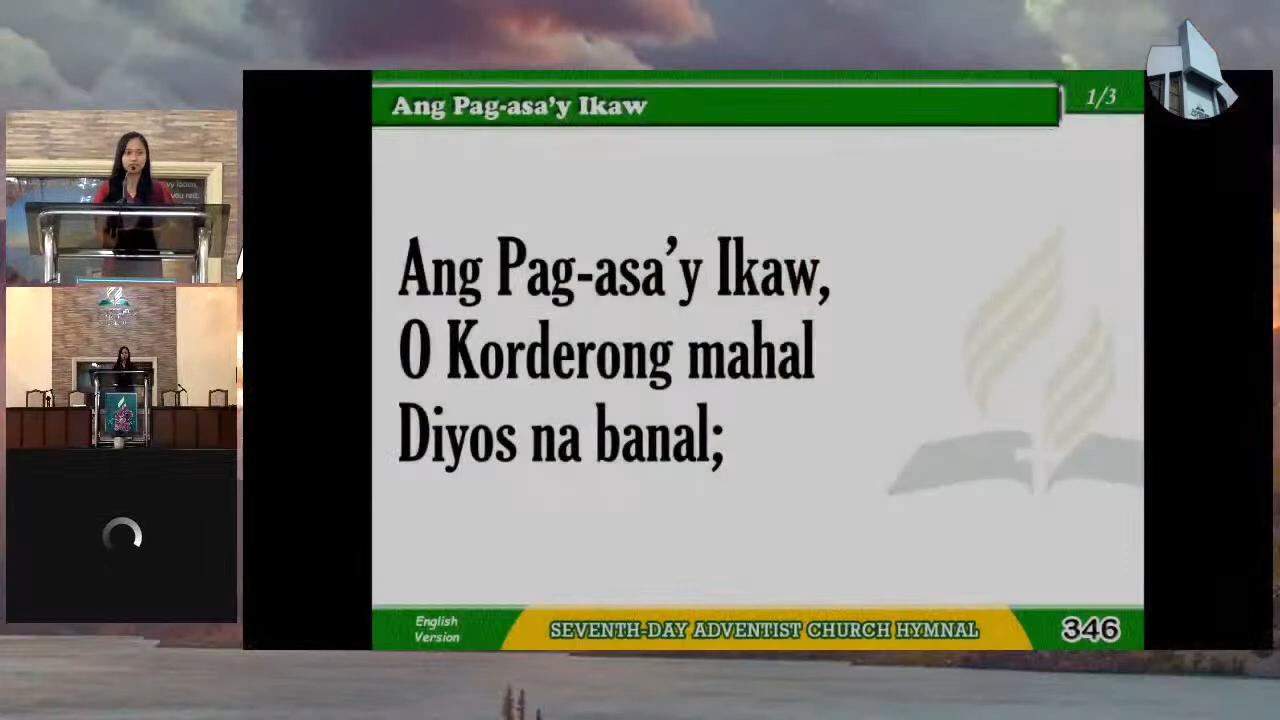 Ang Pag-asa'y Ikaw
1/3
Ang Pag-asa'y Ikaw,
O Korderong mahal
Diyos na banal;
English
Version
SEVENTH-DAY ADVENTIST CHURCH HYMNAL
346